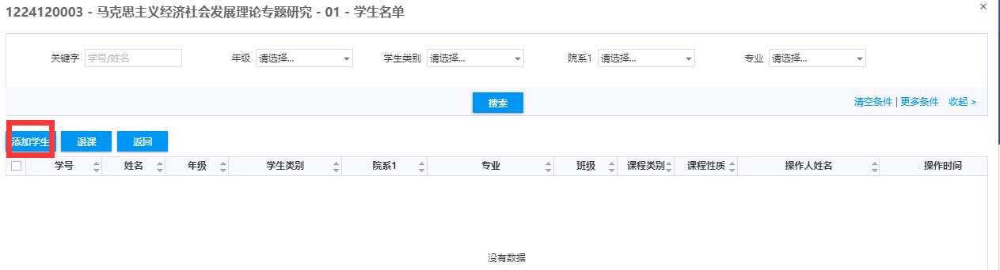 1224120003 - 马克思主义经济社会发展理论专题研究 - 01 - 学生名单 ×
关键字 学号/姓名 年级 请选择... 学生类别 请选择... 院系1 请选择... 专业 请选择...
搜索 清空条件 | 更多条件 收起 >
添加学生 退课 返回
学号 姓名 年级 学生类别 院系1 专业 班级 课程类别 课程性质 操作人姓名 操作时间
没有数据